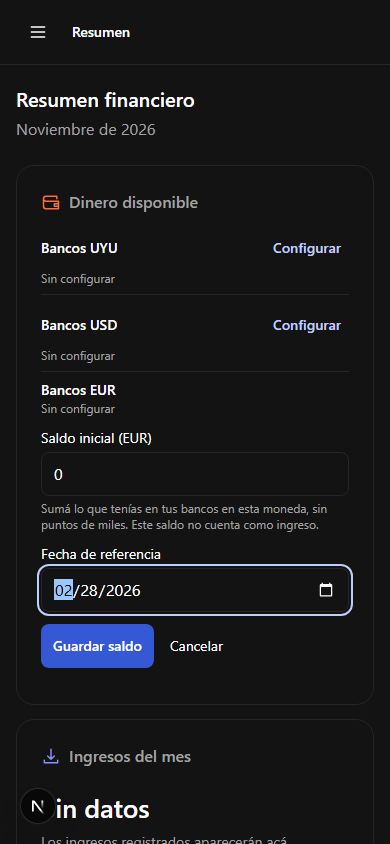 Resumen
Resumen financiero
Noviembre de 2026
Dinero disponible
Bancos UYU
Configurar
Sin configurar
Bancos USD
Configurar
Sin configurar
Bancos EUR
Sin configurar
Saldo inicial (EUR)
0
Sumá lo que tenías en tus bancos en esta moneda, sin
puntos de miles. Este saldo no cuenta como ingreso.
Fecha de referencia
02/28/2026
Guardar saldo
Cancelar
Ingresos del mes
N
in datos
Los ingresos registrados aparecerán acá